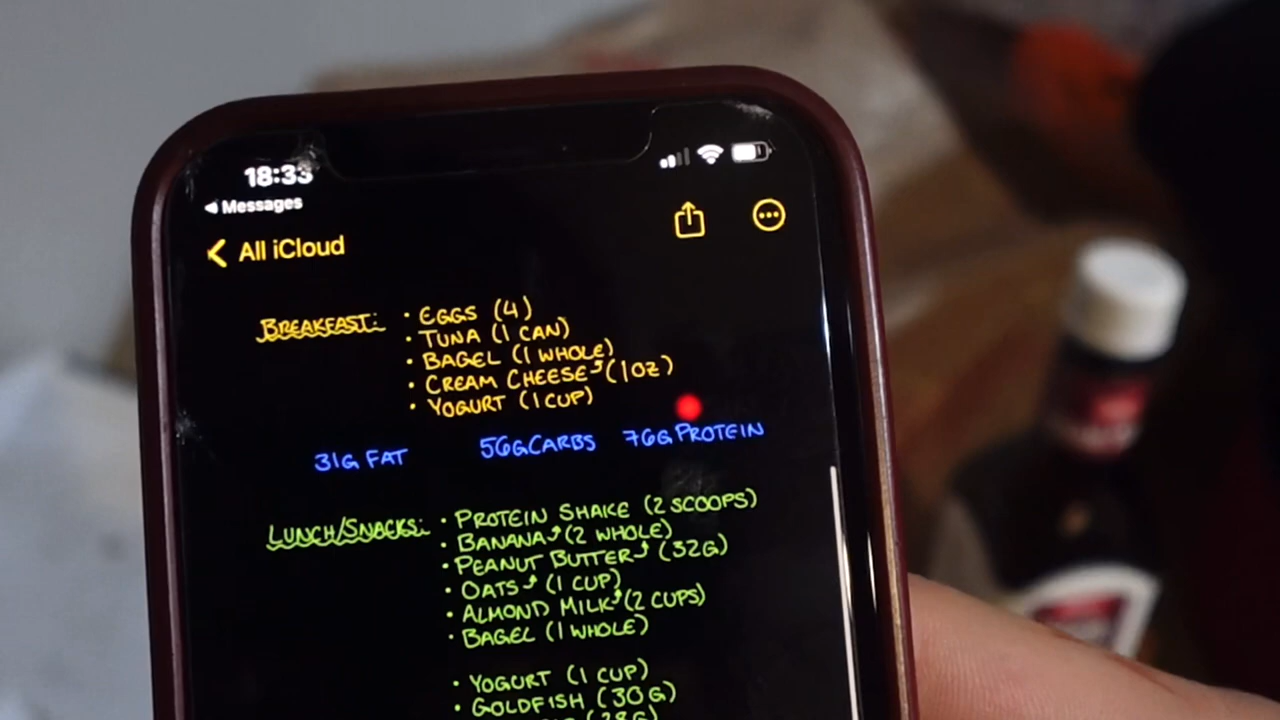 18:33
◀ Messages
All iCloud
BREAKFAST: • EGGS (4)
• TUNA (1 CAN)
• BAGEL (1 WHOLE)
• CREAM CHEESE⤴ (1OZ)
• YOGURT (1 CUP)
31G FAT 56G CARBS 76G PROTEIN
LUNCH/SNACKS: • PROTEIN SHAKE (2 SCOOPS)
• BANANA⤴ (2 WHOLE)
• PEANUT BUTTER⤴ (32G)
• OATS⤴ (1 CUP)
• ALMOND MILK⤴ (2 CUPS)
• BAGEL (1 WHOLE)
• YOGURT (1 CUP)
• GOLDFISH (30G)
(28G)